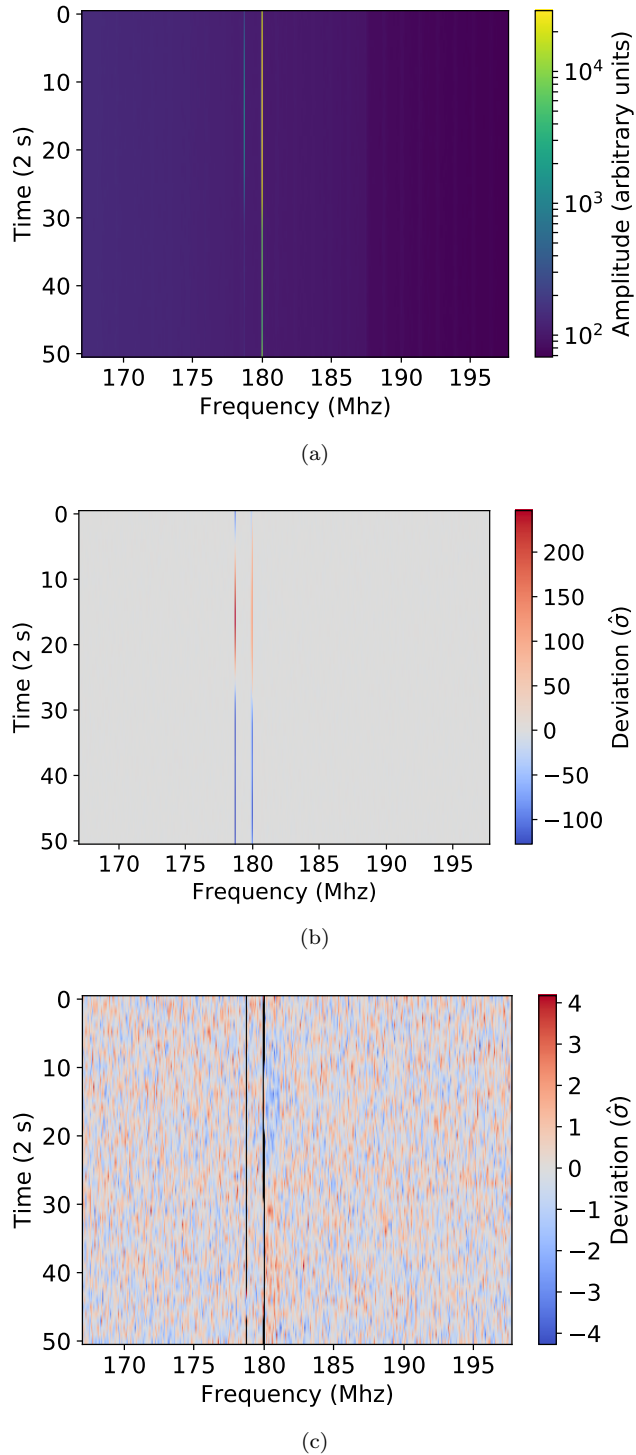 0
10
20
30
40
50
Time (2 s)
170 175 180 185 190 195
Frequency (Mhz)
10^4
10^3
10^2
Amplitude (arbitrary units)
(a)
0
10
20
30
40
50
Time (2 s)
170 175 180 185 190 195
Frequency (Mhz)
200
150
100
50
0
−50
−100
Deviation (σ̂)
(b)
0
10
20
30
40
50
Time (2 s)
170 175 180 185 190 195
Frequency (Mhz)
4
3
2
1
0
−1
−2
−3
−4
Deviation (σ̂)
(c)